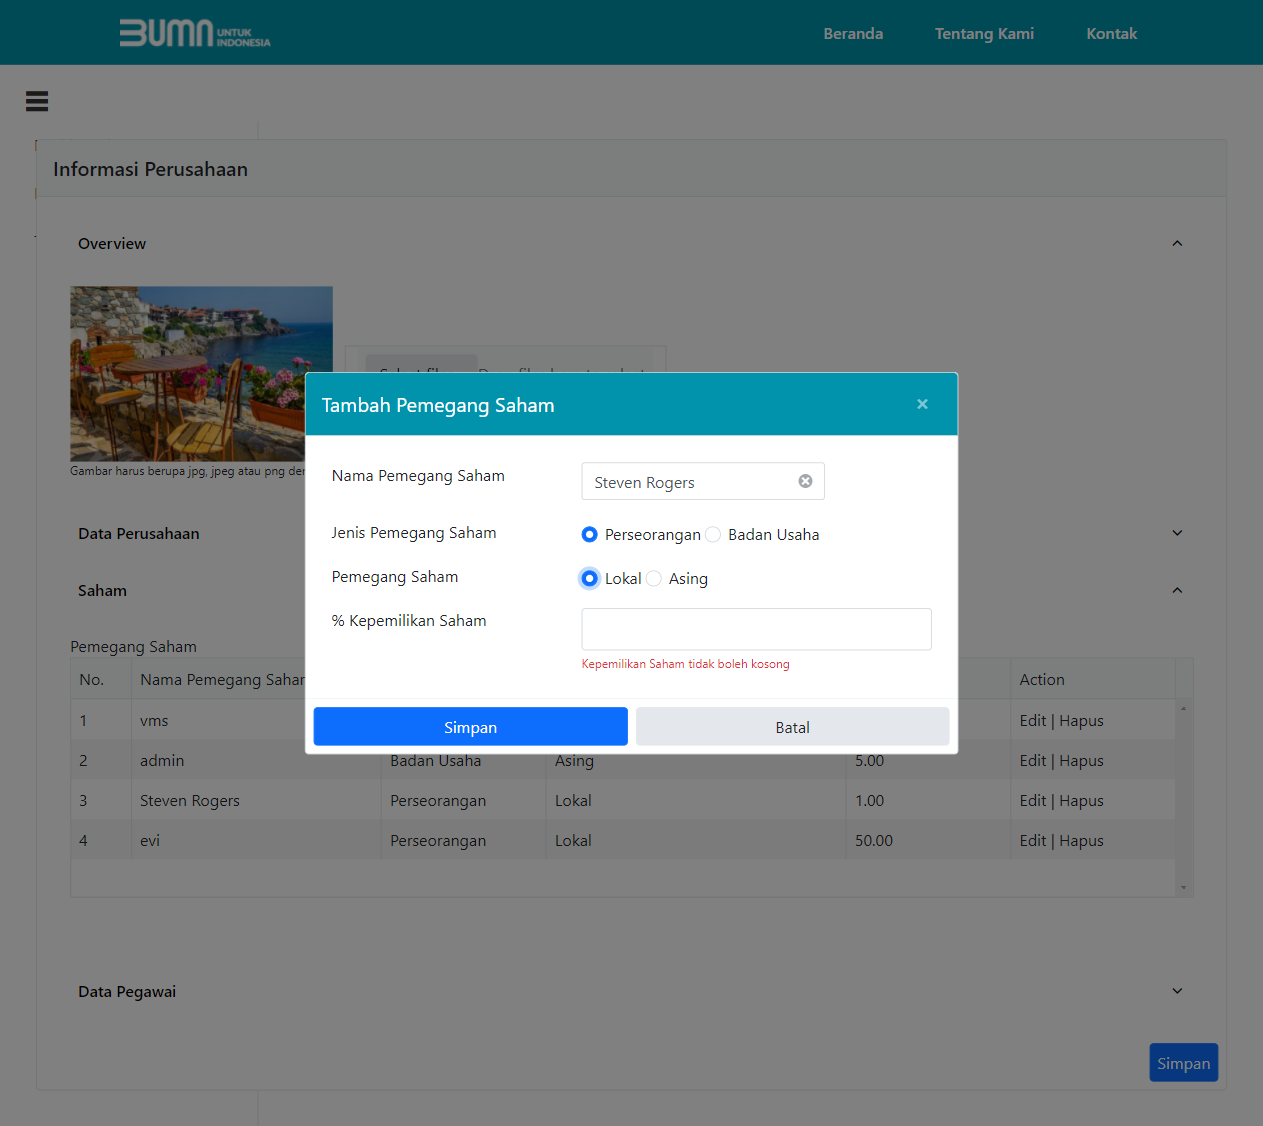 BUMN UNTUK INDONESIA
Beranda
Tentang Kami
Kontak
Informasi Perusahaan
Overview
Gambar harus berupa jpg, jpeg atau png
Tambah Pemegang Saham
Nama Pemegang Saham
Steven Rogers
Jenis Pemegang Saham
Perseorangan
Badan Usaha
Pemegang Saham
Lokal
Asing
% Kepemilikan Saham
Kepemilikan Saham tidak boleh kosong
Simpan
Batal
Data Perusahaan
Saham
Pemegang Saham
No. Nama Pemegang Saham Action
1 vms Edit | Hapus
2 admin Badan Usaha Asing 5.00 Edit | Hapus
3 Steven Rogers Perseorangan Lokal 1.00 Edit | Hapus
4 evi Perseorangan Lokal 50.00 Edit | Hapus
Data Pegawai
Simpan